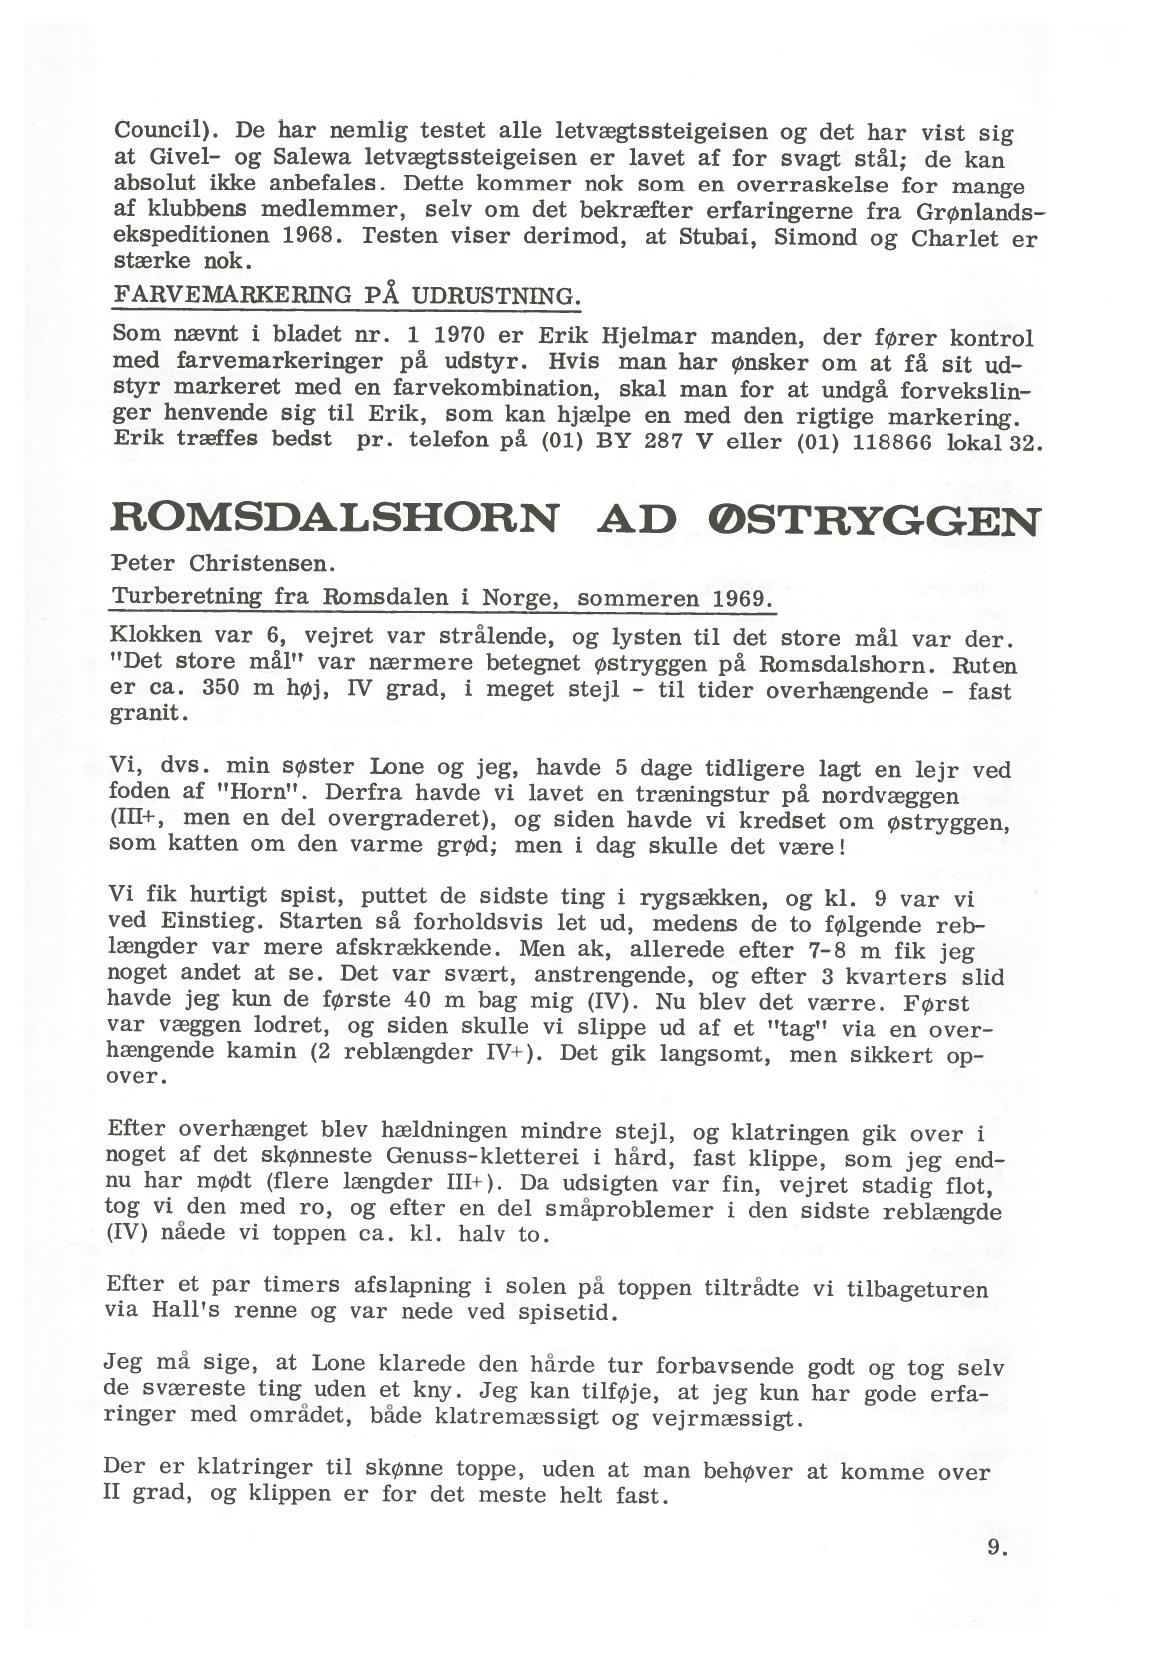 Council). De har nemlig testet alle letvægtssteigeisen og det har vist sig
at Givel- og Salewa letvægtssteigeisen er lavet af for svagt stål; de kan
absolut ikke anbefales. Dette kommer nok som en overraskelse for mange
af klubbens medlemmer, selv om det bekræfter erfaringerne fra Grønlands-
ekspeditionen 1968. Testen viser derimod, at Stubai, Simond og Charlet er
stærke nok.
FARVEMARKERING PÅ UDRUSTNING.
Som nævnt i bladet nr. 1 1970 er Erik Hjelmar manden, der fører kontrol
med farvemarkeringer på udstyr. Hvis man har ønsker om at få sit ud-
styr markeret med en farvekombination, skal man for at undgå forvekslin-
ger henvende sig til Erik, som kan hjælpe en med den rigtige markering.
Erik træffes bedst pr. telefon på (01) BY 287 V eller (01) 118866 lokal 32.
ROMSDALSHORN AD ØSTRYGGEN
Peter Christensen.
Turberetning fra Romsdalen i Norge, sommeren 1969.
Klokken var 6, vejret var strålende, og lysten til det store mål var der.
"Det store mål" var nærmere betegnet østryggen på Romsdalshorn. Ruten
er ca. 350 m høj, IV grad, i meget stejl - til tider overhængende - fast
granit.
Vi, dvs. min søster Lone og jeg, havde 5 dage tidligere lagt en lejr ved
foden af "Horn". Derfra havde vi lavet en træningstur på nordvæggen
(III+, men en del overgraderet), og siden havde vi kredset om østryggen,
som katten om den varme grød; men i dag skulle det være!
Vi fik hurtigt spist, puttet de sidste ting i rygsækken, og kl. 9 var vi
ved Einstieg. Starten så forholdsvis let ud, medens de to følgende reb-
længder var mere afskrækkende. Men ak, allerede efter 7-8 m fik jeg
noget andet at se. Det var svært, anstrengende, og efter 3 kvarters slid
havde jeg kun de første 40 m bag mig (IV). Nu blev det værre. Først
var væggen lodret, og siden skulle vi slippe ud af et "tag" via en over-
hængende kamin (2 reblængder IV+). Det gik langsomt, men sikkert op-
over.
Efter overhænget blev hældningen mindre stejl, og klatringen gik over i
noget af det skønneste Genuss-kletterei i hård, fast klippe, som jeg end-
nu har mødt (flere længder III+). Da udsigten var fin, vejret stadig flot,
tog vi den med ro, og efter en del småproblemer i den sidste reblængde
(IV) nåede vi toppen ca. kl. halv to.
Efter et par timers afslapning i solen på toppen tiltrådte vi tilbageturen
via Hall's renne og var nede ved spisetid.
Jeg må sige, at Lone klarede den hårde tur forbavsende godt og tog selv
de sværeste ting uden et kny. Jeg kan tilføje, at jeg kun har gode erfa-
ringer med området, både klatremæssigt og vejrmæssigt.
Der er klatringer til skønne toppe, uden at man behøver at komme over
II grad, og klippen er for det meste helt fast.
9.